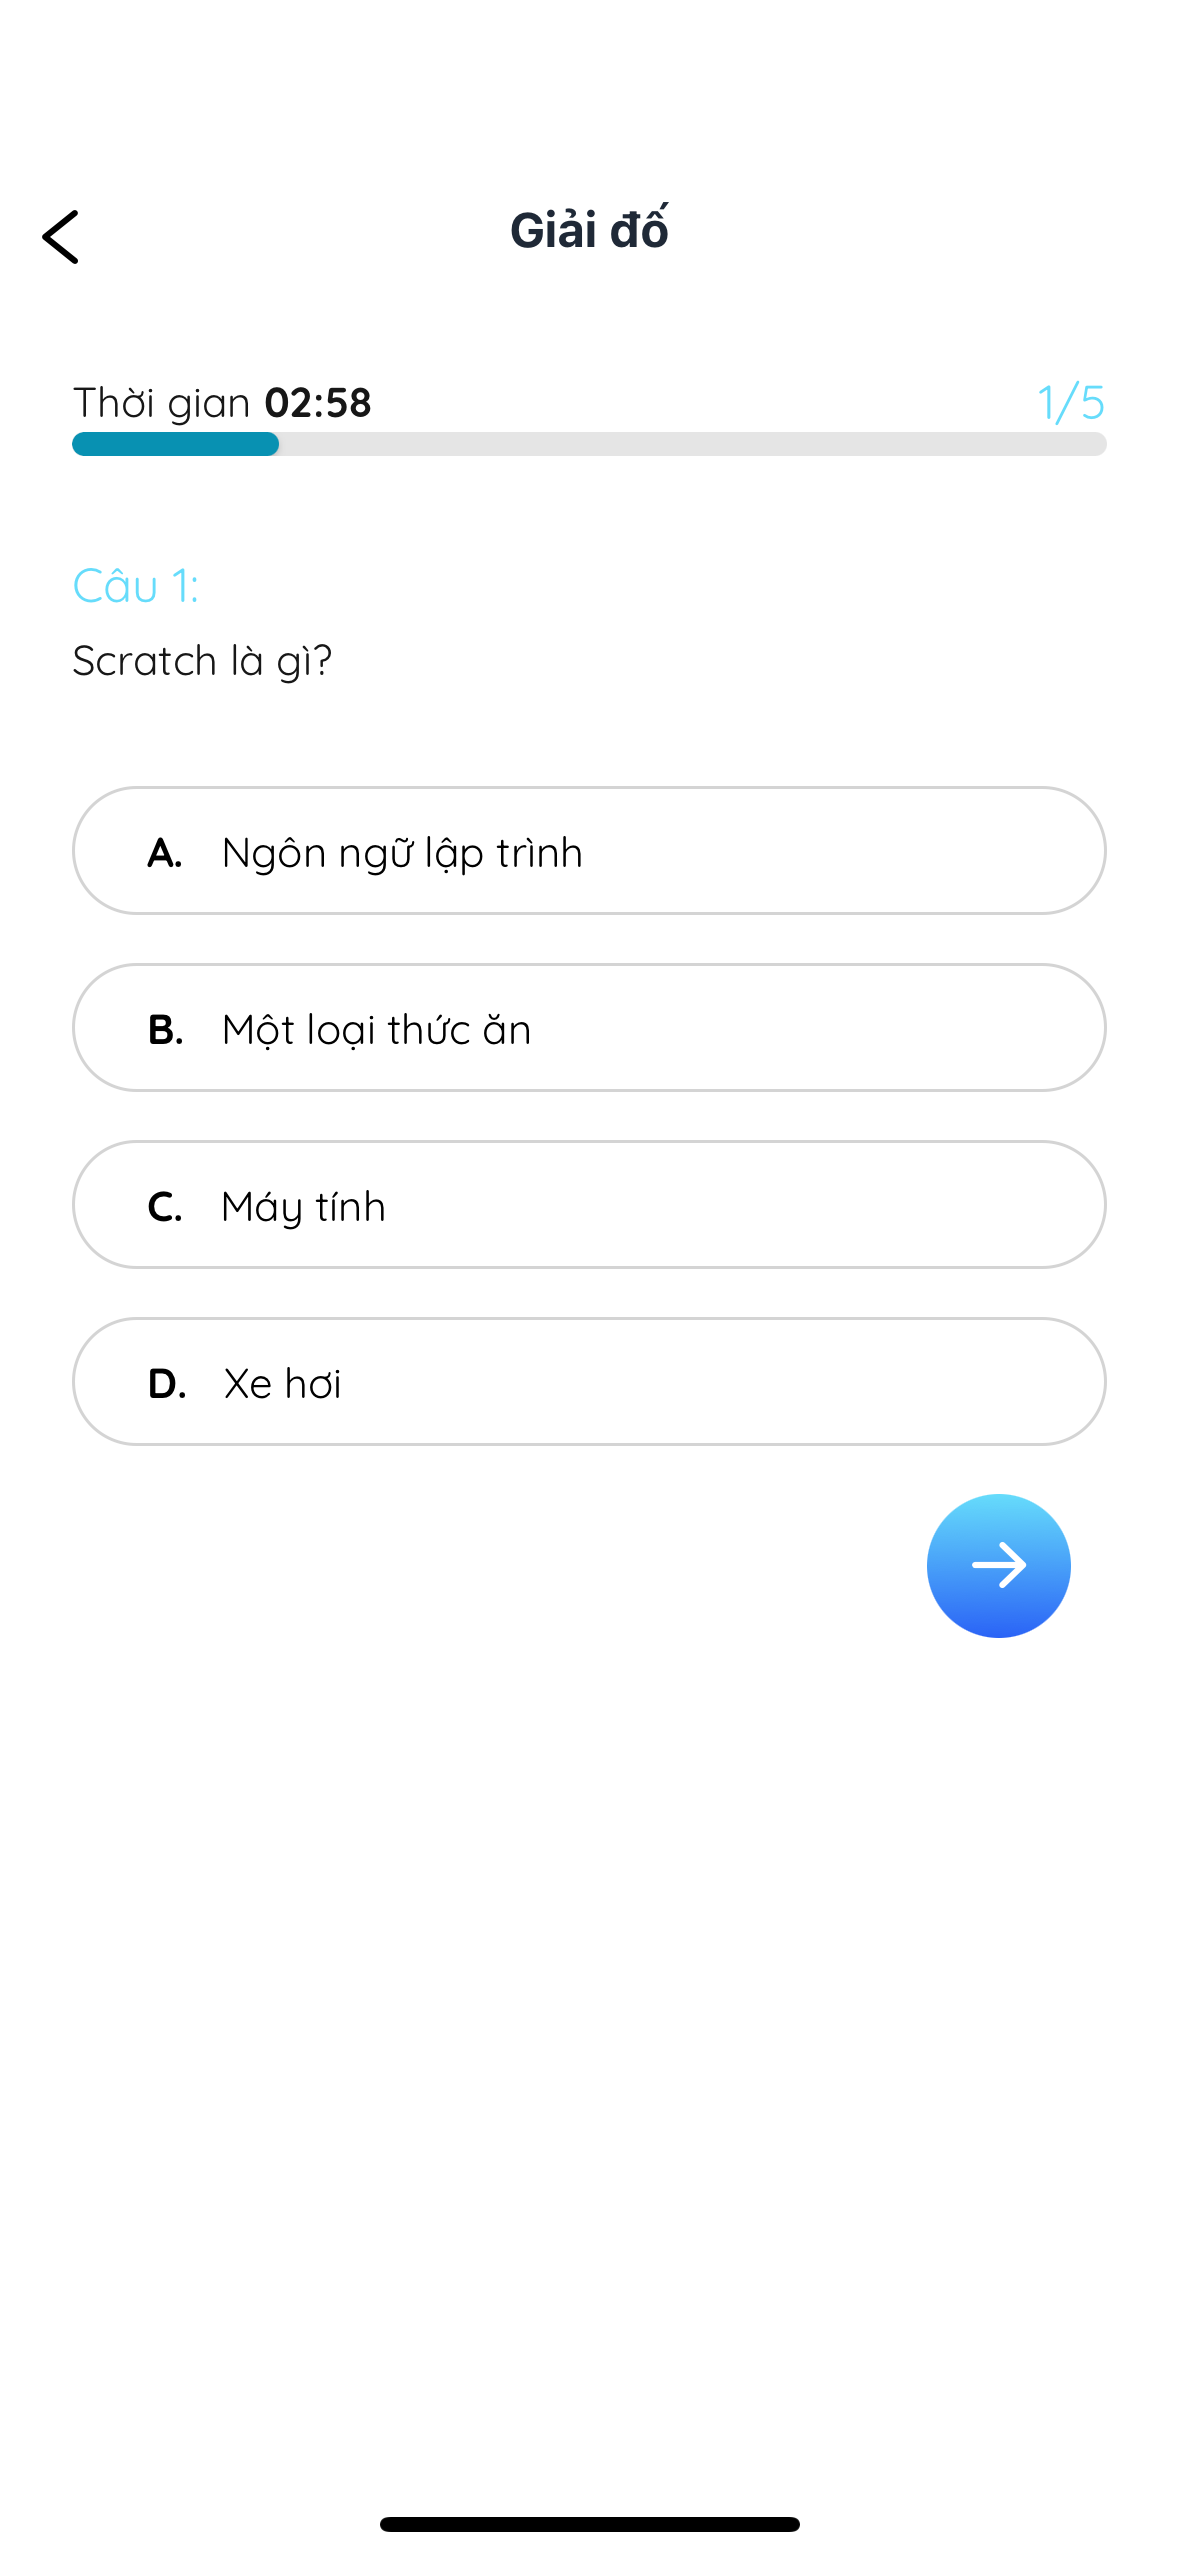 Giải đố
Thời gian 02:58 1/5
Câu 1:
Scratch là gì?
A. Ngôn ngữ lập trình
B. Một loại thức ăn
C. Máy tính
D. Xe hơi